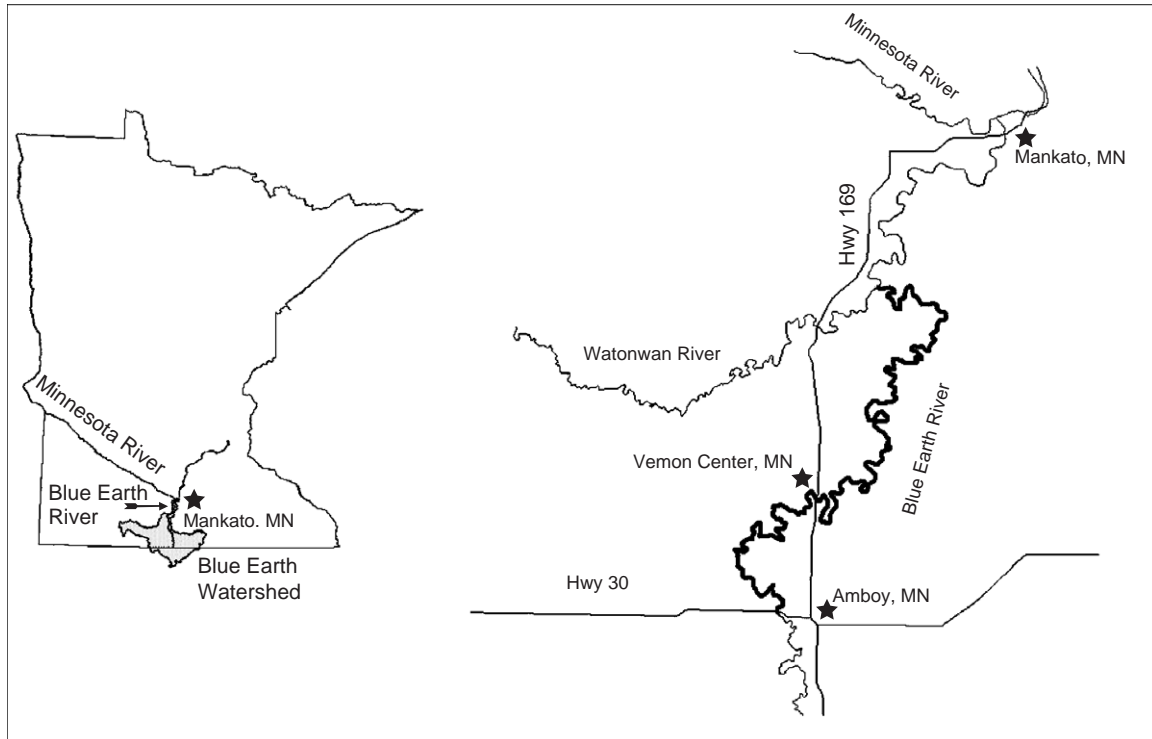 Minnesota River
Blue Earth
River
Mankato. MN
Blue Earth
Watershed
Minnesota River
Mankato, MN
Hwy 169
Watonwan River
Blue Earth River
Vernon Center, MN
Hwy 30
Amboy, MN